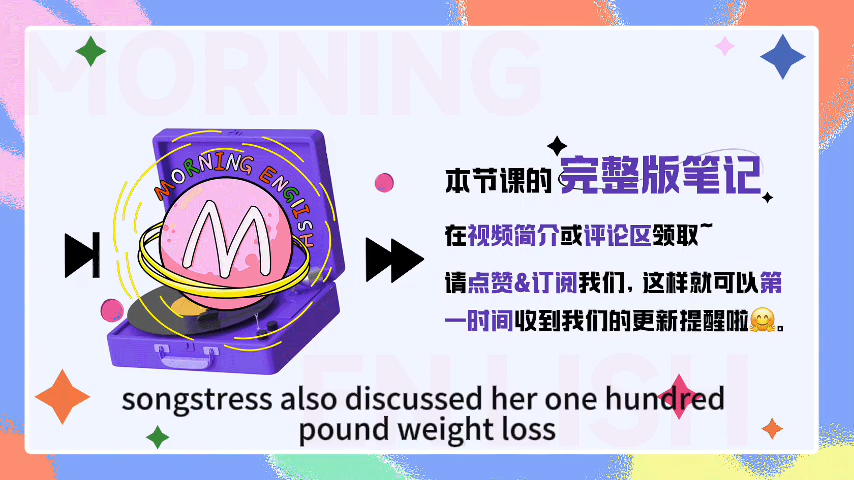 MORNING
MORNING ENGlISH
M
本节课的 完整版笔记
在视频简介或评论区领取~
请点赞&订阅我们，这样就可以第
一时间收到我们的更新提醒啦🤗。
songstress also discussed her one hundred
pound weight loss